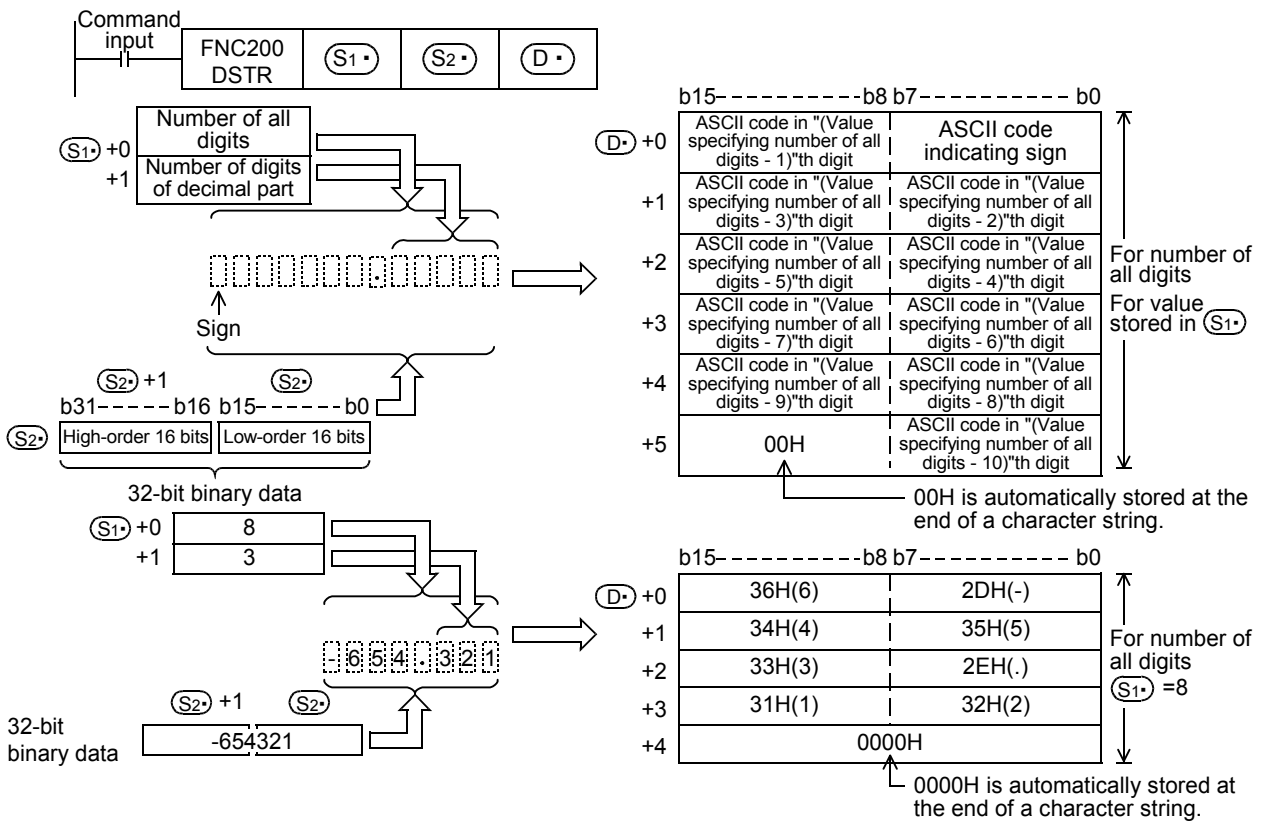 Command
input
FNC200
DSTR
S1·
S2·
D·
Number of all
digits
S1· +0
Number of digits
of decimal part
+1
.
Sign
S2· +1
S2·
b31-----b16 b15------b0
S2·
High-order 16 bits
Low-order 16 bits
32-bit binary data
b15-----------b8 b7----------- b0
D· +0
ASCII code in "(Value
specifying number of all
digits - 1)"th digit
ASCII code
indicating sign
+1
ASCII code in "(Value
specifying number of all
digits - 3)"th digit
ASCII code in "(Value
specifying number of all
digits - 2)"th digit
+2
ASCII code in "(Value
specifying number of all
digits - 5)"th digit
ASCII code in "(Value
specifying number of all
digits - 4)"th digit
+3
ASCII code in "(Value
specifying number of all
digits - 7)"th digit
ASCII code in "(Value
specifying number of all
digits - 6)"th digit
+4
ASCII code in "(Value
specifying number of all
digits - 9)"th digit
ASCII code in "(Value
specifying number of all
digits - 8)"th digit
+5
00H
ASCII code in "(Value
specifying number of all
digits - 10)"th digit
For number of
all digits
For value
stored in S1·
00H is automatically stored at the
end of a character string.
S1· +0
8
+1
3
- 6 5 4 . 3 2 1
S2· +1
S2·
32-bit
binary data
-654321
b15-----------b8 b7----------- b0
D· +0
36H(6)
2DH(-)
+1
34H(4)
35H(5)
+2
33H(3)
2EH(.)
+3
31H(1)
32H(2)
+4
0000H
For number of
all digits
S1· =8
0000H is automatically stored at
the end of a character string.